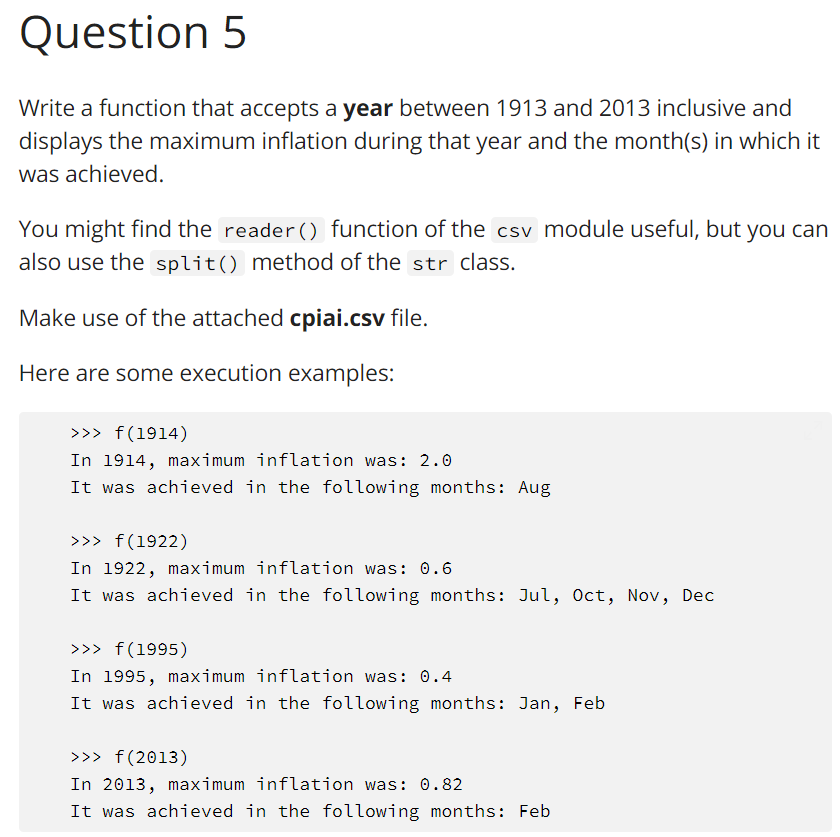 Question 5
Write a function that accepts a year between 1913 and 2013 inclusive and
displays the maximum inflation during that year and the month(s) in which it
was achieved.
You might find the reader() function of the csv module useful, but you can
also use the split() method of the str class.
Make use of the attached cpiai.csv file.
Here are some execution examples:
>>> f(1914)
In 1914, maximum inflation was: 2.0
It was achieved in the following months: Aug
>>> f(1922)
In 1922, maximum inflation was: 0.6
It was achieved in the following months: Jul, Oct, Nov, Dec
>>> f(1995)
In 1995, maximum inflation was: 0.4
It was achieved in the following months: Jan, Feb
>>> f(2013)
In 2013, maximum inflation was: 0.82
It was achieved in the following months: Feb